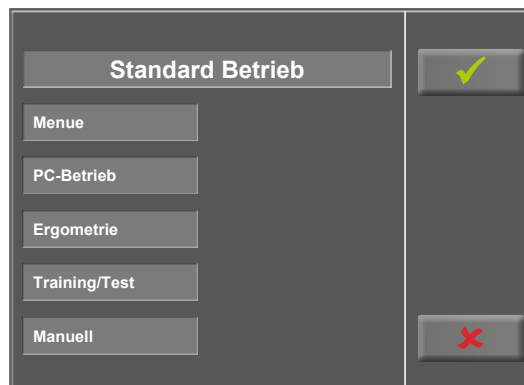 Standard Betrieb
Menue
PC-Betrieb
Ergometrie
Training/Test
Manuell